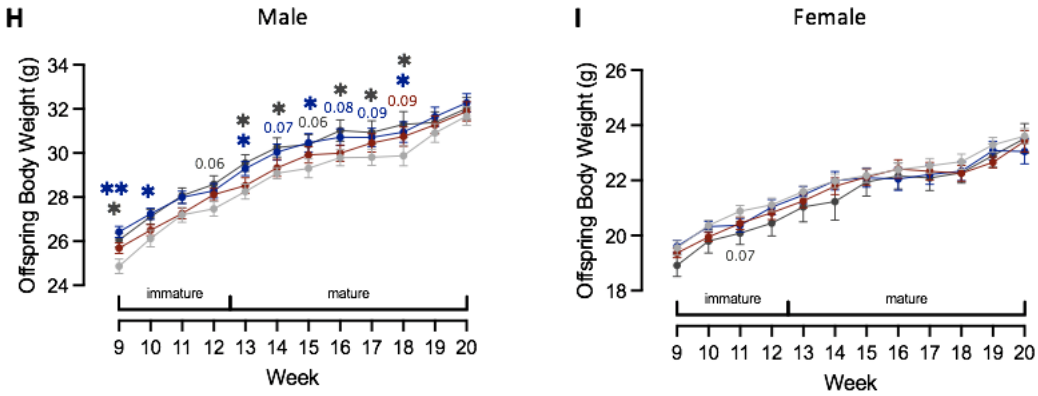 H Male
Offspring Body Weight (g)
34
32
30
28
26
24
** * * * * * * * * * *
0.06 0.07 0.06 0.08 0.09 0.09
immature mature
9 10 11 12 13 14 15 16 17 18 19 20
Week
I Female
Offspring Body Weight (g)
26
24
22
20
18
0.07
immature mature
9 10 11 12 13 14 15 16 17 18 19 20
Week